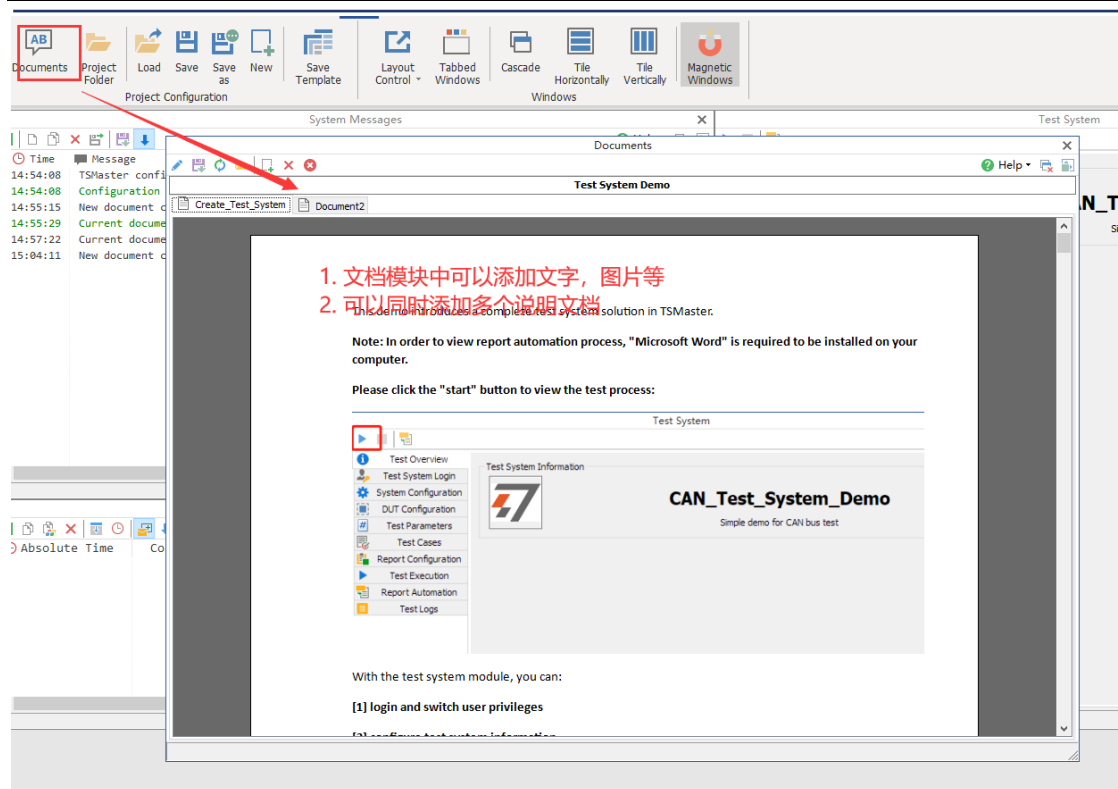 AB
Documents
Project Folder
Load
Save
Save as
New
Save Template
Layout Control
Tabbed Windows
Cascade
Tile Horizontally
Tile Vertically
Magnetic Windows
Project Configuration
Windows
System Messages
Test System
Time Message
14:54:08 TSMaster confi
14:54:08 Configuration
14:55:15 New document c
14:55:29 Current docume
14:57:22 Current docume
15:04:11 New document c
Absolute Time Co
Documents
Help
Test System Demo
Create_Test_System Document2
1. 文档模块中可以添加文字，图片等
2. 可以同时添加多个说明文档
This demo introduces a complete test system solution in TSMaster.
Note: In order to view report automation process, "Microsoft Word" is required to be installed on your
computer.
Please click the "start" button to view the test process:
Test System
Test Overview
Test System Login
System Configuration
DUT Configuration
Test Parameters
Test Cases
Report Configuration
Test Execution
Report Automation
Test Logs
Test System Information
CAN_Test_System_Demo
Simple demo for CAN bus test
With the test system module, you can:
[1] login and switch user privileges
[2] configure test system information
AN_T
Si